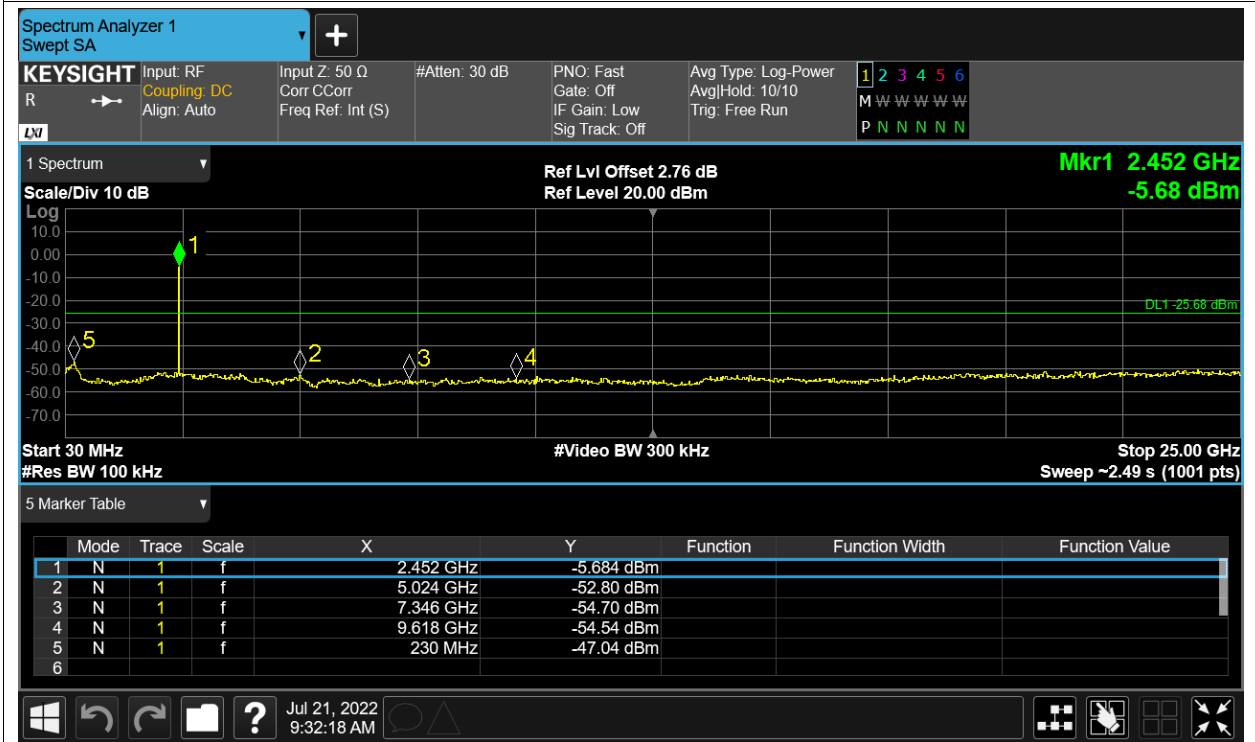 Spectrum Analyzer 1
Swept SA
KEYSIGHT
R
LXI
Input: RF
Coupling: DC
Align: Auto
Input Z: 50 Ω
Corr CCorr
Freq Ref: Int (S)
#Atten: 30 dB
PNO: Fast
Gate: Off
IF Gain: Low
Sig Track: Off
Avg Type: Log-Power
Avg|Hold: 10/10
Trig: Free Run
1 2 3 4 5 6
M W W W W W
P N N N N N
1 Spectrum
Scale/Div 10 dB
Ref Lvl Offset 2.76 dB
Ref Level 20.00 dBm
Mkr1 2.452 GHz
-5.68 dBm
Log
10.0
0.00
-10.0
-20.0
-30.0
-40.0
-50.0
-60.0
-70.0
1
DL1 -25.68 dBm
5
2
3
4
Start 30 MHz
#Res BW 100 kHz
#Video BW 300 kHz
Stop 25.00 GHz
Sweep ~2.49 s (1001 pts)
5 Marker Table
Mode Trace Scale X Y Function Function Width Function Value
1 N 1 f 2.452 GHz -5.684 dBm
2 N 1 f 5.024 GHz -52.80 dBm
3 N 1 f 7.346 GHz -54.70 dBm
4 N 1 f 9.618 GHz -54.54 dBm
5 N 1 f 230 MHz -47.04 dBm
6
?
Jul 21, 2022
9:32:18 AM